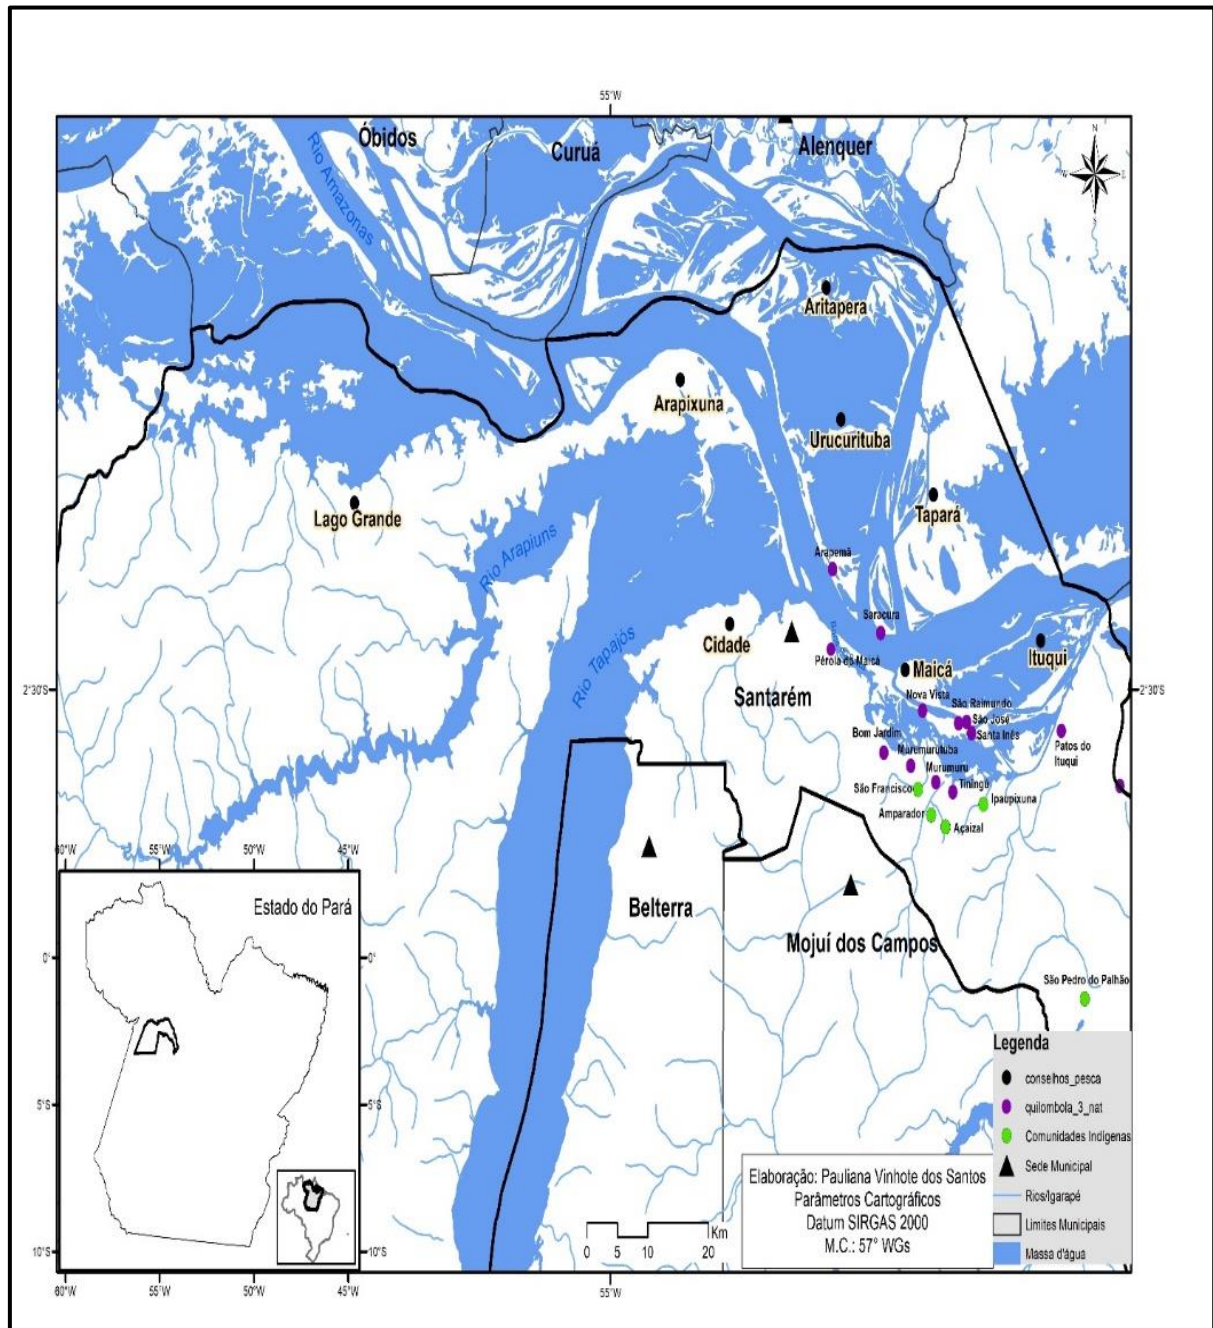 55°W
Óbidos
Curuá
Alenquer
N
Rio Amazonas
Aritapera
Arapixuna
Urucurituba
Lago Grande
Tapará
Rio Arapiuns
Arapemã
Saracura
Cidade
Ituqui
Pérola do Maicá
Maicá
Rio Tapajós
2°30'S
2°30'S
Santarém
Nova Vista
São Raimundo
São José
Santa Inês
Bom Jardim
Patos do
Ituqui
Murumurutuba
Murumuru
Tiningú
São Francisco
Ipaupixuna
Amparador
Açaizal
60°W
55°W
50°W
45°W
Estado do Pará
Belterra
Mojuí dos Campos
0°
0°
São Pedro do Palhão
5°S
5°S
10°S
10°S
60°W
55°W
50°W
45°W
Km
0
5
10
20
55°W
Elaboração: Pauliana Vinhote dos Santos
Parâmetros Cartográficos
Datum SIRGAS 2000
M.C.: 57° WGs
Legenda
conselhos_pesca
quilombola_3_nat
Comunidades Indígenas
Sede Municipal
Rios/Igarapé
Limites Municipais
Massa d'água